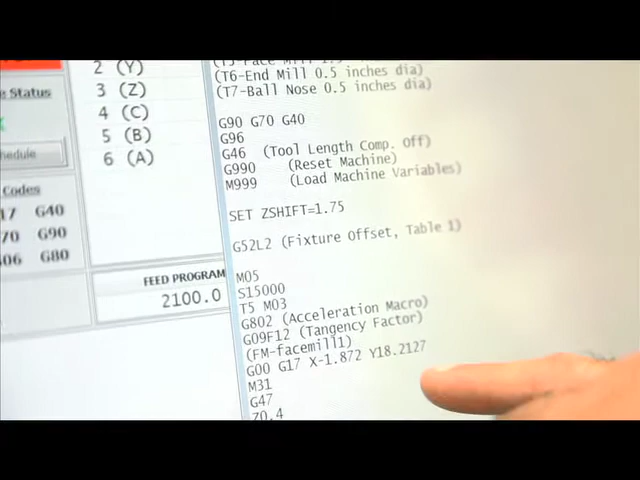 2 (Y)
3 (Z)
4 (C)
5 (B)
6 (A)
Status
Codes
G40
70 G90
G80
FEED PROGRAM
2100.0
(T6-End Mill 0.5 inches dia)
(T7-Ball Nose 0.5 inches dia)
G90 G70 G40
G96
G46 (Tool Length Comp. Off)
G990 (Reset Machine)
M999 (Load Machine Variables)
SET ZSHIFT=1.75
G52L2 (Fixture Offset, Table 1)
M05
S15000
T5 M03
G802 (Acceleration Macro)
G09F12 (Tangency Factor)
(FM-facemill1)
G00 G17 X-1.872 Y18.2127
M31
G47
Z0.4